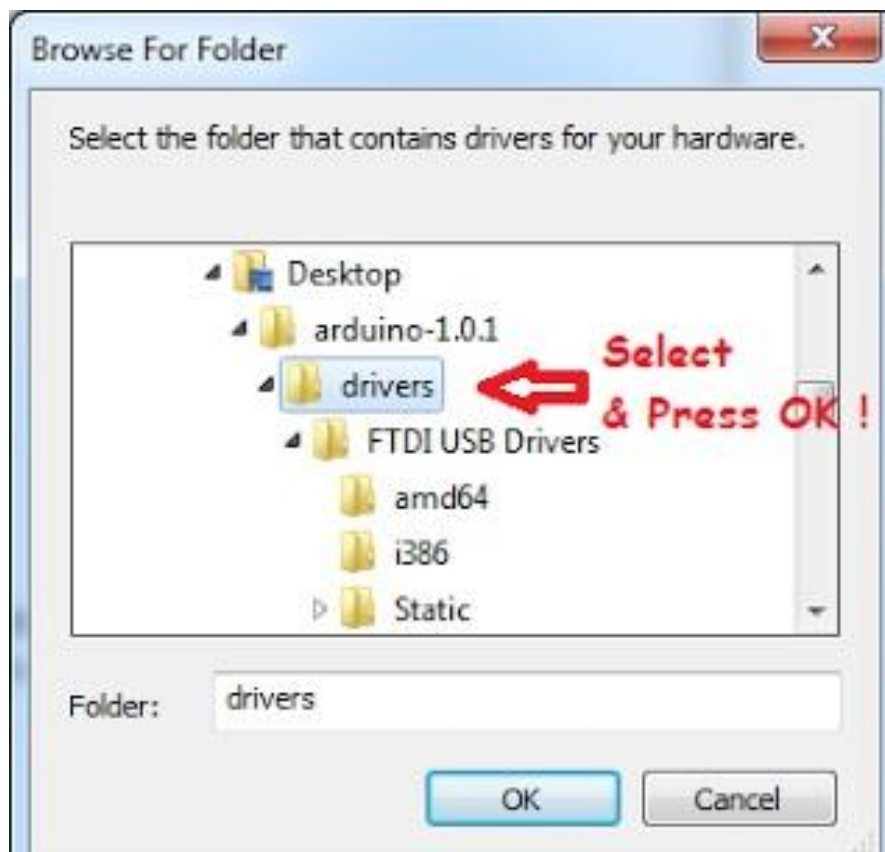 Browse For Folder
Select the folder that contains drivers for your hardware.
Desktop
arduino-1.0.1
drivers
Select
& Press OK !
FTDI USB Drivers
amd64
i386
Static
Folder: drivers
OK Cancel